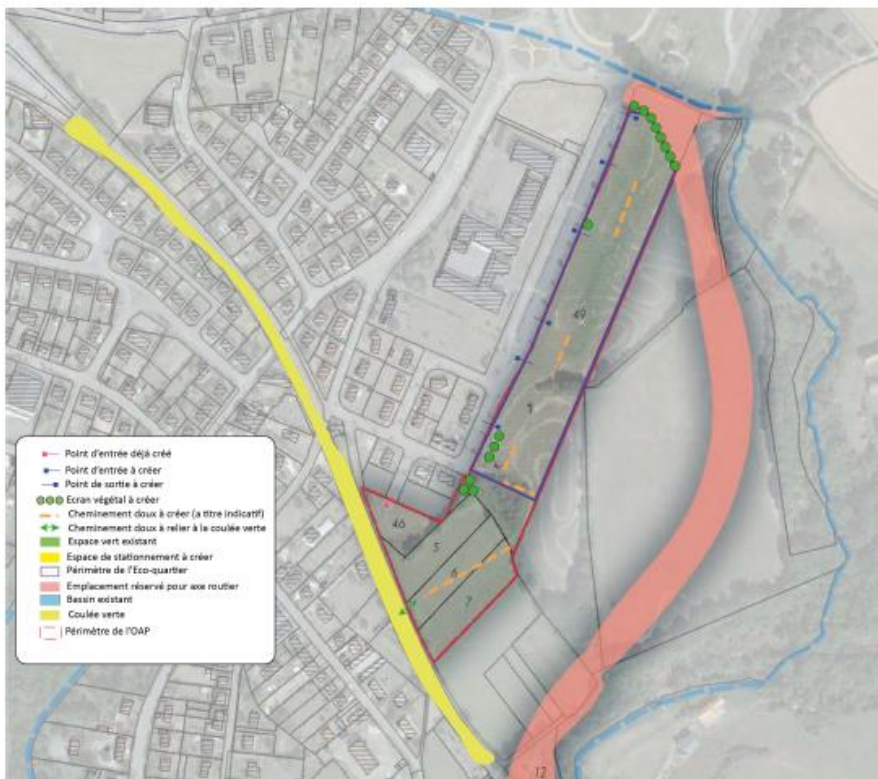 49
1
46
5
6
7
12
Point d'entrée déjà créé
Point d'entrée à créer
Point de sortie à créer
Ecran végétal à créer
Cheminement doux à créer (a titre indicatif)
Cheminement doux à relier à la coulée verte
Espace vert existant
Espace de stationnement à créer
Périmètre de l'Eco-quartier
Emplacement réservé pour axe routier
Bassin existant
Coulée verte
Périmètre de l'OAP